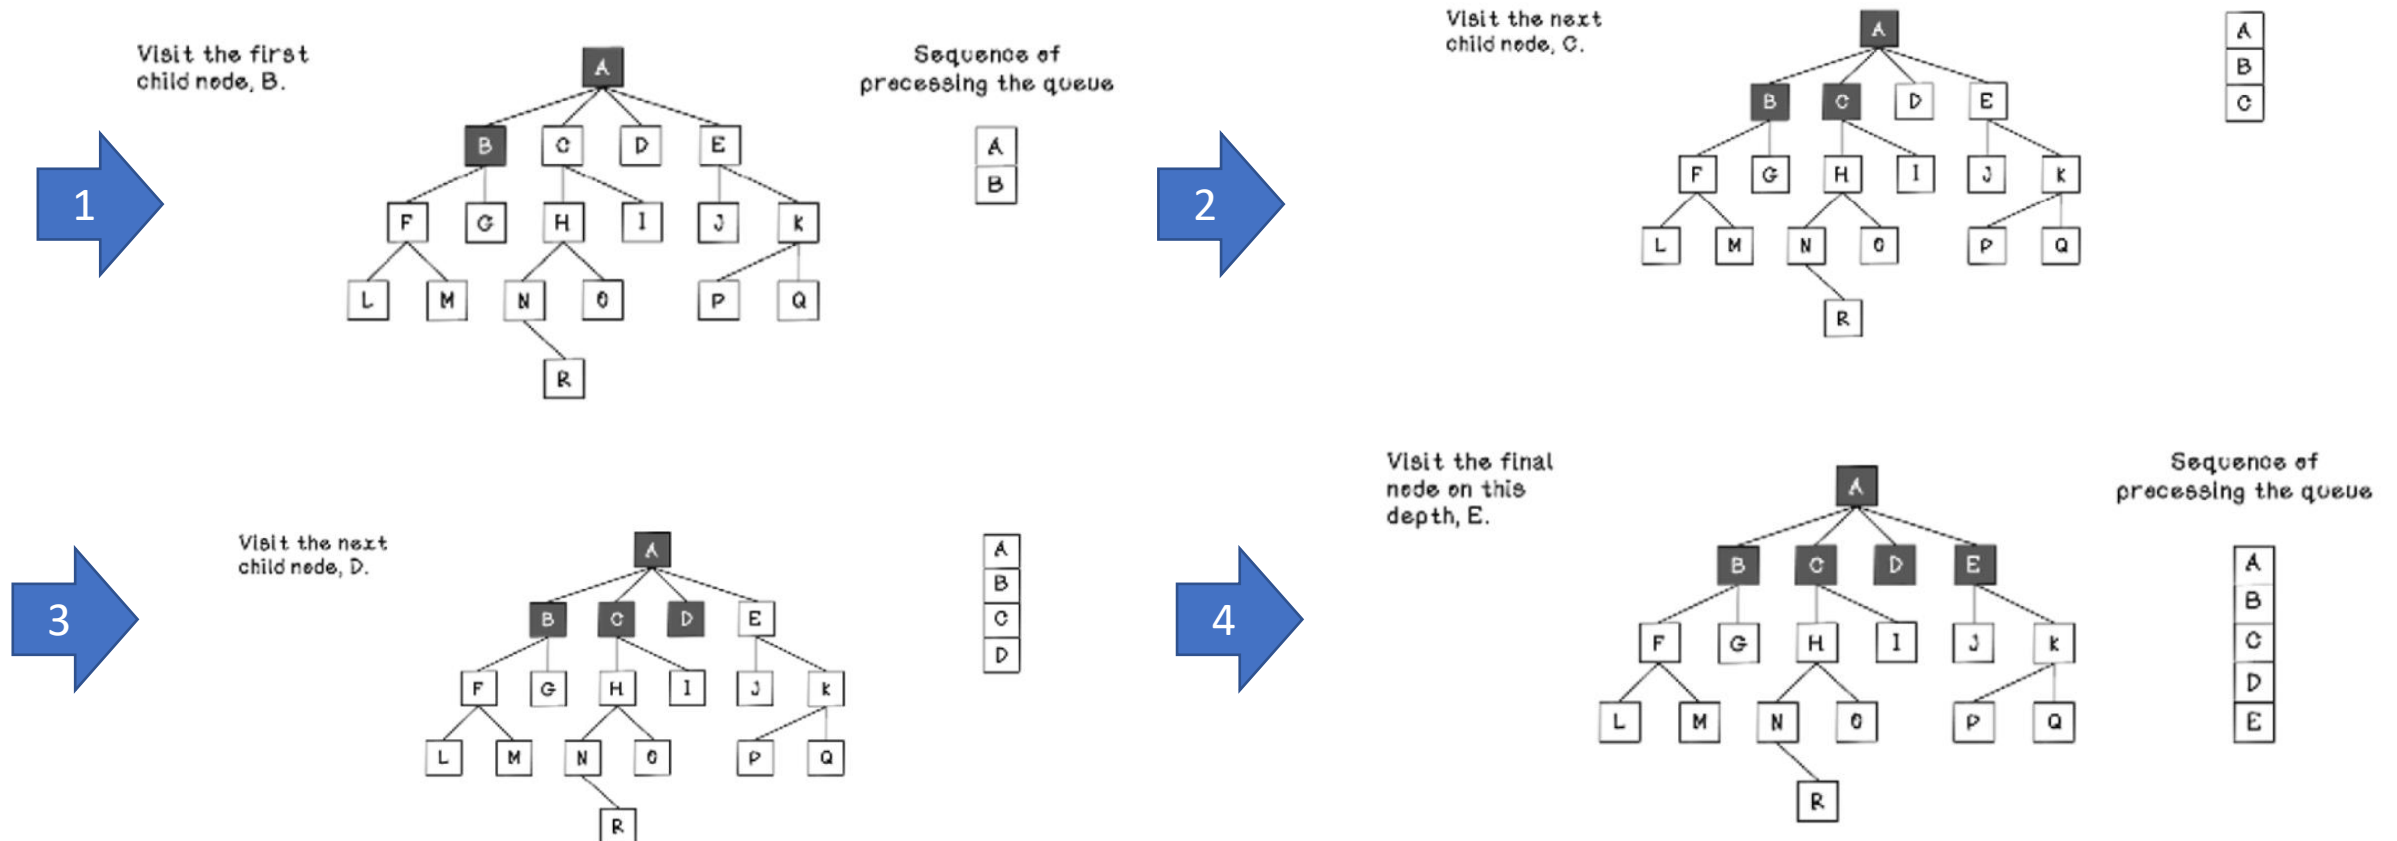 1
Visit the first
child node, B.
Sequence of
processing the queue
A
B C D E
F G H I J K
L M N O P Q
R
A
B
2
Visit the next
child node, C.
A
B C D E
F G H I J K
L M N O P Q
R
A
B
C
3
Visit the next
child node, D.
A
B C D E
F G H I J K
L M N O P Q
R
A
B
C
D
4
Visit the final
node on this
depth, E.
Sequence of
processing the queue
A
B C D E
F G H I J K
L M N O P Q
R
A
B
C
D
E